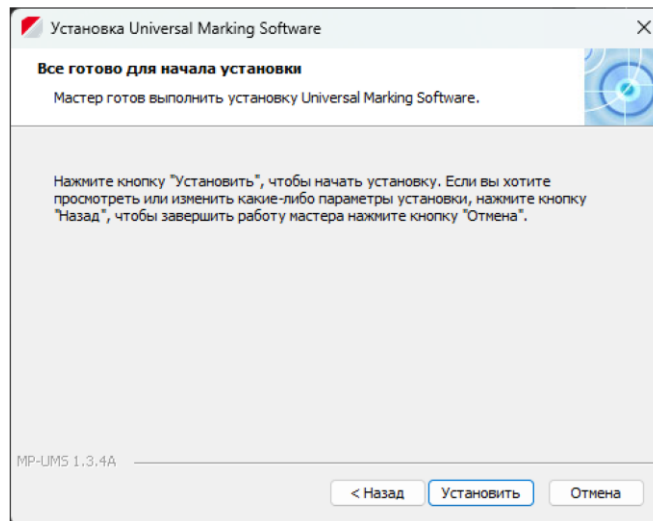 Установка Universal Marking Software
Все готово для начала установки
Мастер готов выполнить установку Universal Marking Software.
Нажмите кнопку "Установить", чтобы начать установку. Если вы хотите
просмотреть или изменить какие-либо параметры установки, нажмите кнопку
"Назад", чтобы завершить работу мастера нажмите кнопку "Отмена".
MP-UMS 1.3.4A
< Назад
Установить
Отмена